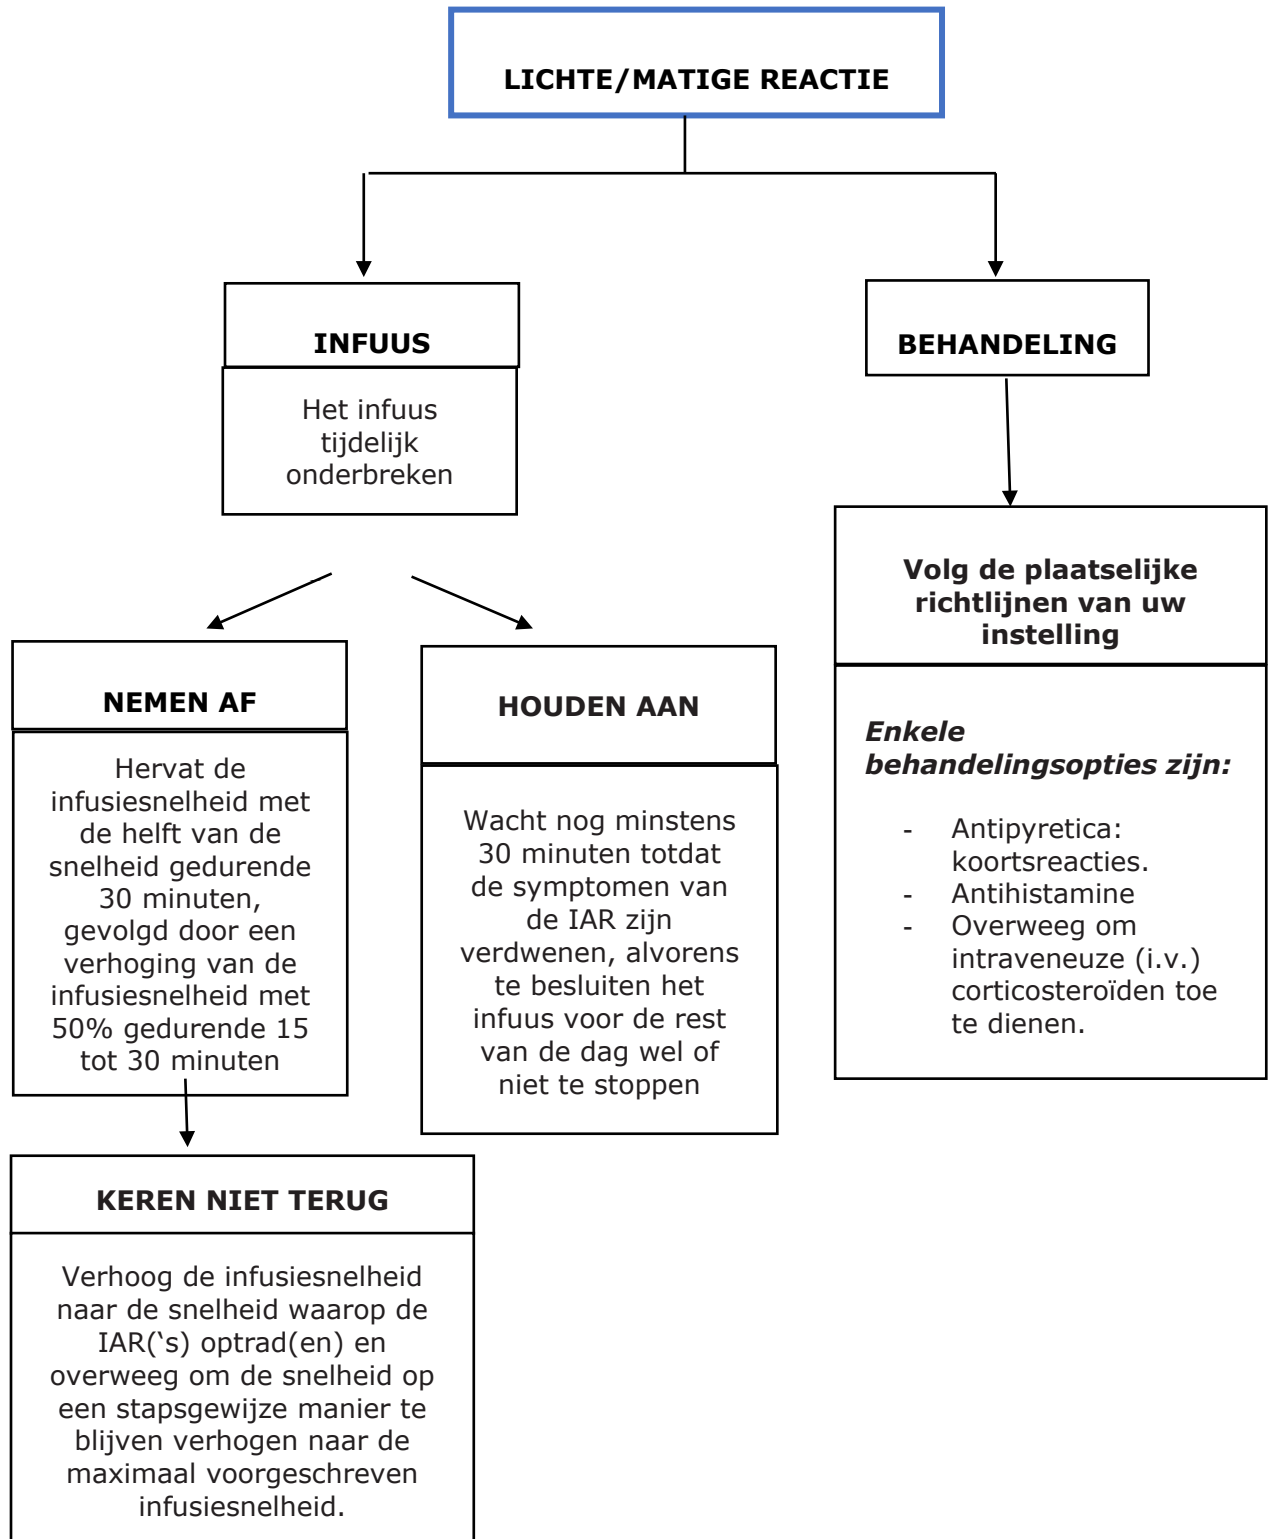 LICHTE/MATIGE REACTIE
INFUUS
Het infuus
tijdelijk
onderbreken
BEHANDELING
NEMEN AF
Hervat de
infusiesnelheid met
de helft van de
snelheid gedurende
30 minuten,
gevolgd door een
verhoging van de
infusiesnelheid met
50% gedurende 15
tot 30 minuten
HOUDEN AAN
Wacht nog minstens
30 minuten totdat
de symptomen van
de IAR zijn
verdwenen, alvorens
te besluiten het
infuus voor de rest
van de dag wel of
niet te stoppen
Volg de plaatselijke
richtlijnen van uw
instelling
Enkele
behandelingsopties zijn:
- Antipyretica:
koortsreacties.
- Antihistamine
- Overweeg om
intraveneuze (i.v.)
corticosteroïden toe
te dienen.
KEREN NIET TERUG
Verhoog de infusiesnelheid
naar de snelheid waarop de
IAR(‘s) optrad(en) en
overweeg om de snelheid op
een stapsgewijze manier te
blijven verhogen naar de
maximaal voorgeschreven
infusiesnelheid.